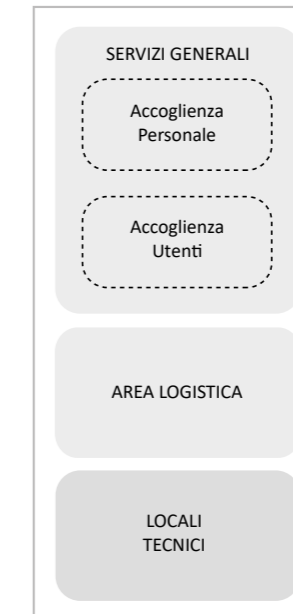 SERVIZI GENERALI
Accoglienza
Personale
Accoglienza
Utenti
AREA LOGISTICA
LOCALI
TECNICI